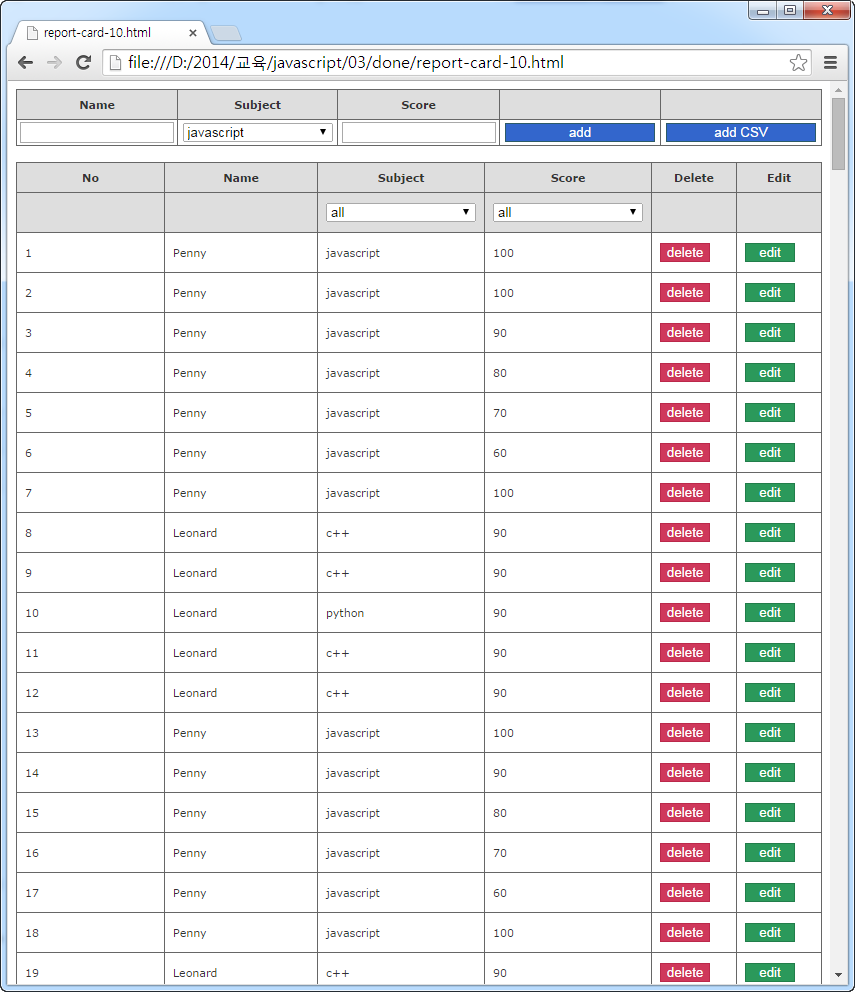 report-card-10.html
file:///D:/2014/교육/javascript/03/done/report-card-10.html
Name Subject Score
javascript add add CSV
No Name Subject Score Delete Edit
all all
1 Penny javascript 100 delete edit
2 Penny javascript 100 delete edit
3 Penny javascript 90 delete edit
4 Penny javascript 80 delete edit
5 Penny javascript 70 delete edit
6 Penny javascript 60 delete edit
7 Penny javascript 100 delete edit
8 Leonard c++ 90 delete edit
9 Leonard c++ 90 delete edit
10 Leonard python 90 delete edit
11 Leonard c++ 90 delete edit
12 Leonard c++ 90 delete edit
13 Penny javascript 100 delete edit
14 Penny javascript 90 delete edit
15 Penny javascript 80 delete edit
16 Penny javascript 70 delete edit
17 Penny javascript 60 delete edit
18 Penny javascript 100 delete edit
19 Leonard c++ 90 delete edit